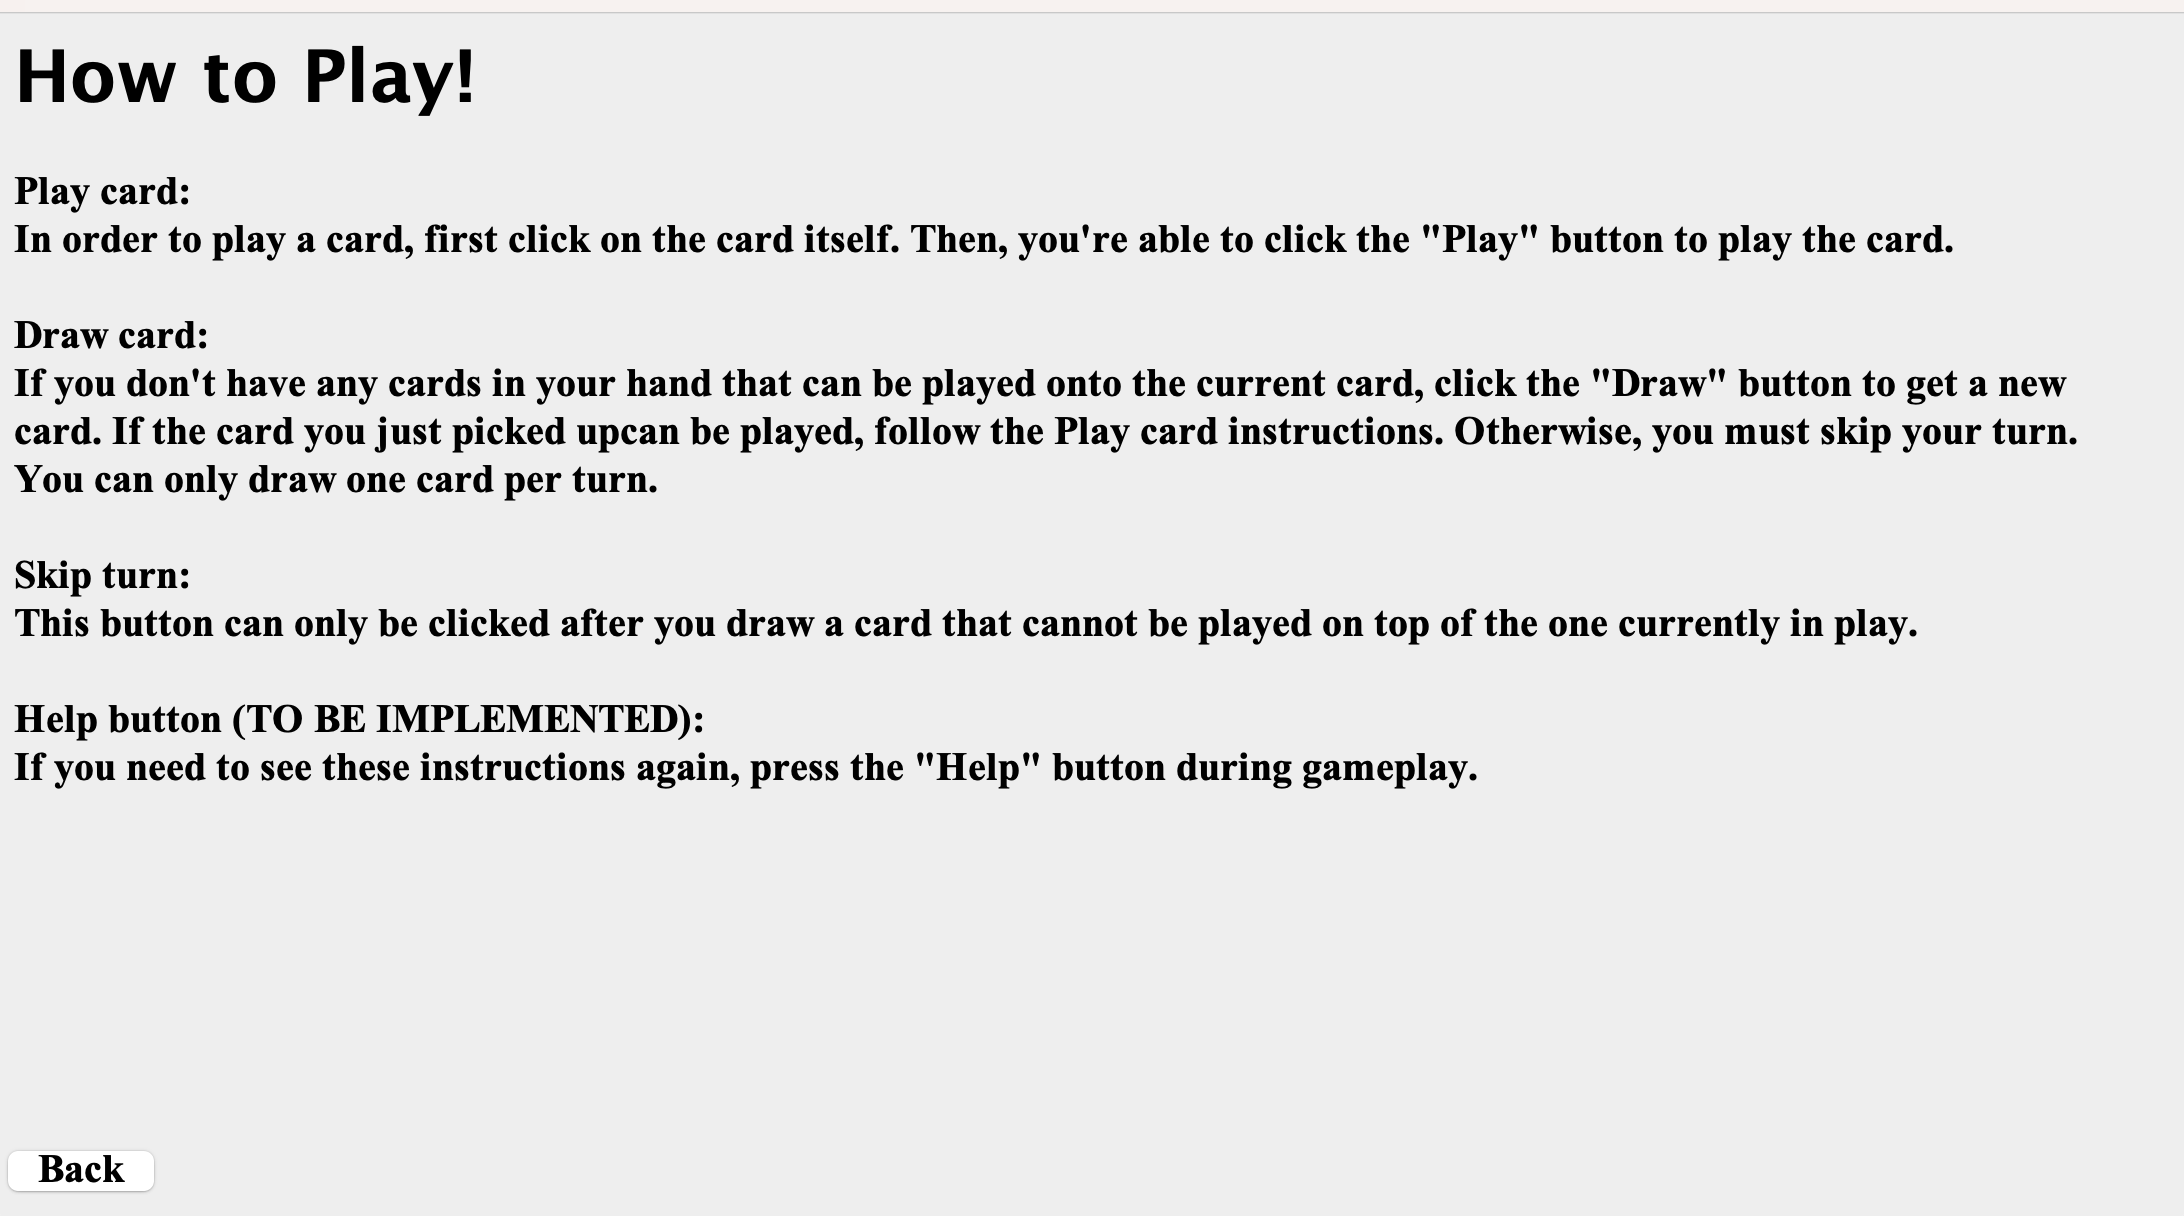 How to Play!
Play card:
In order to play a card, first click on the card itself. Then, you're able to click the "Play" button to play the card.
Draw card:
If you don't have any cards in your hand that can be played onto the current card, click the "Draw" button to get a new
card. If the card you just picked upcan be played, follow the Play card instructions. Otherwise, you must skip your turn.
You can only draw one card per turn.
Skip turn:
This button can only be clicked after you draw a card that cannot be played on top of the one currently in play.
Help button (TO BE IMPLEMENTED):
If you need to see these instructions again, press the "Help" button during gameplay.
Back